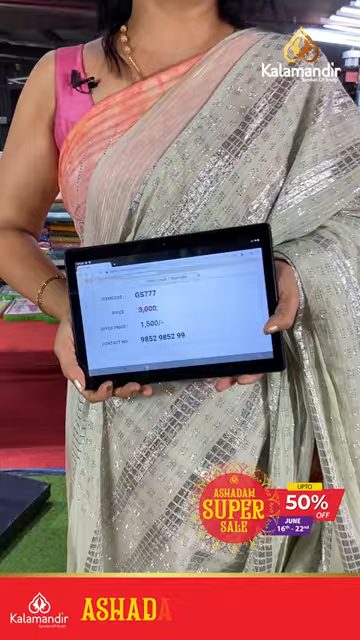 Kalamandir
ITEMCODE: GS777
PRICE: 3,000
OFFER PRICE: 1,500/-
CONTACT NO: 9852 9852 99
ASHADAM
SUPER
SALE
UPTO
50% OFF
JUNE
16th - 22nd
Kalamandir
ASHADA